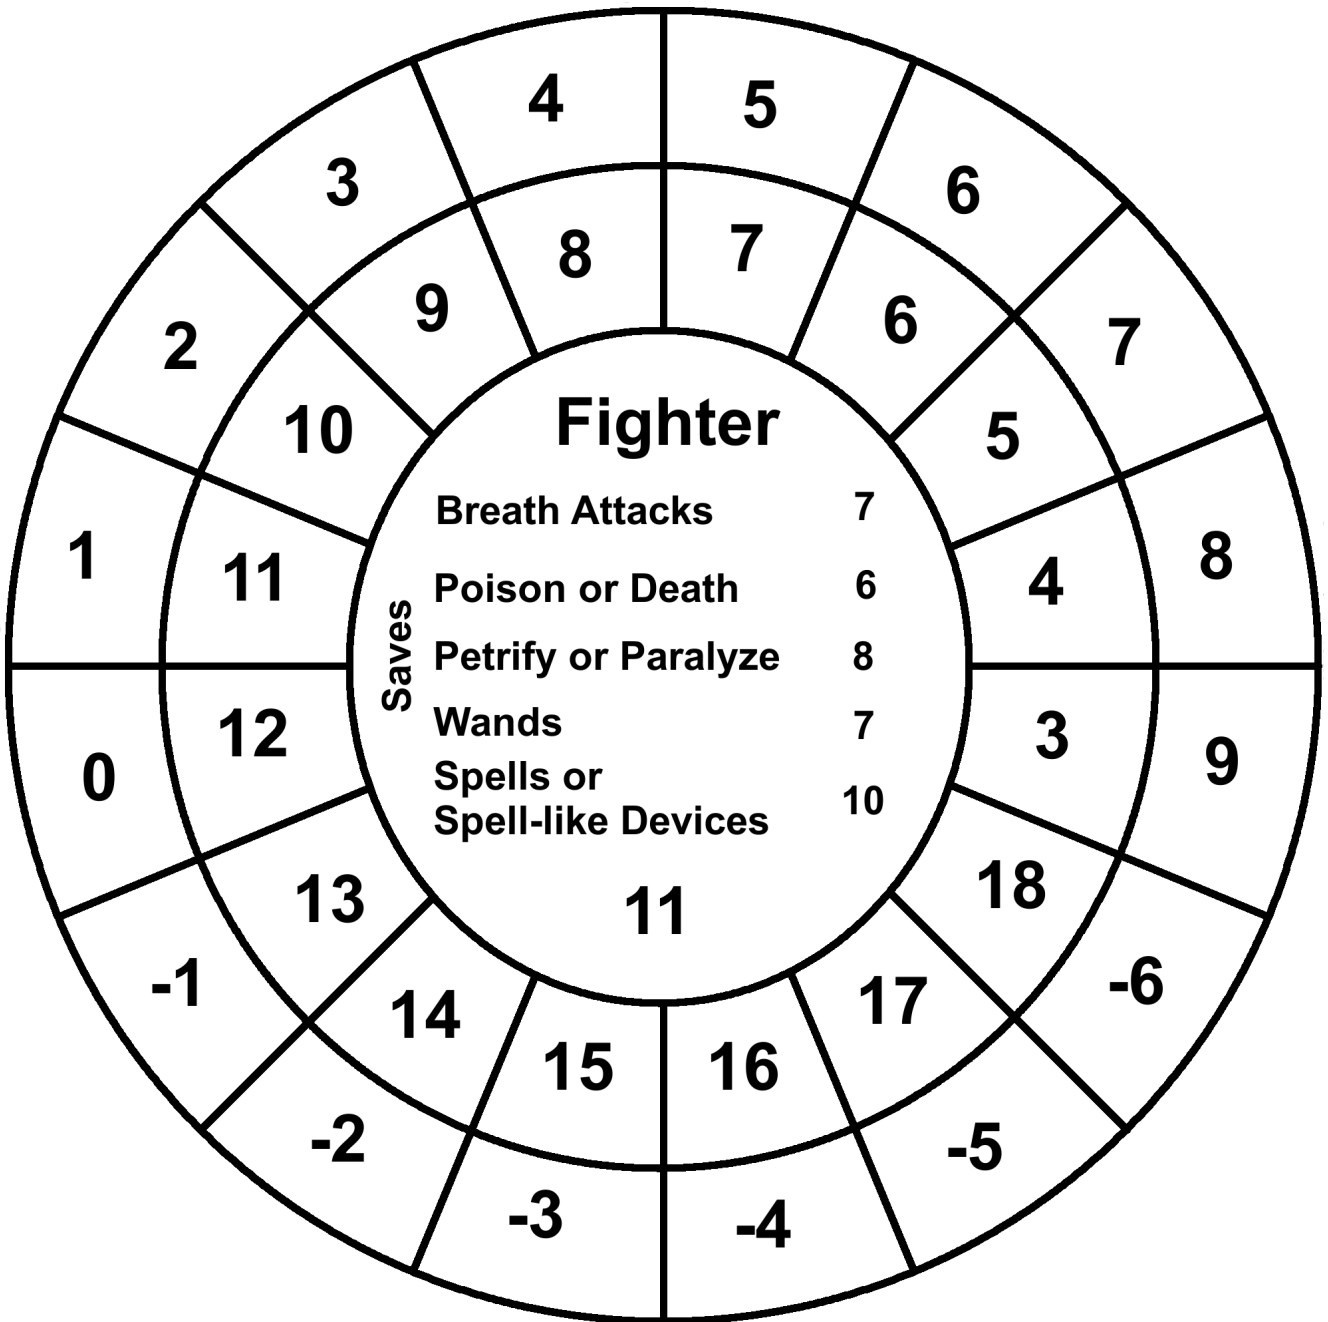 4 5
3 6
8 7
9 6
2 7
10 5
Fighter
Breath Attacks 7
1 11 4 8
Saves
Poison or Death 6
Petrify or Paralyze 8
Wands 7
0 12 3 9
Spells or
Spell-like Devices 10
13 18
11
-1 -6
14 17
15 16
-2 -5
-3 -4